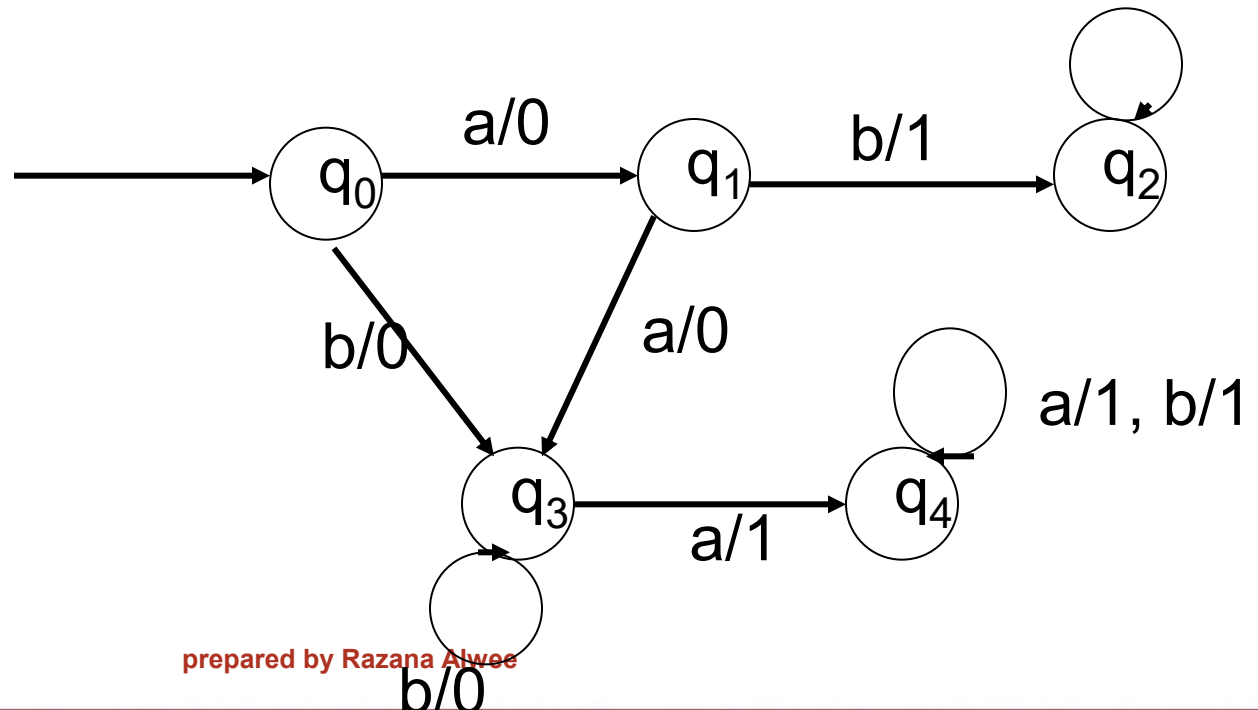 a/0
b/1
q0
q1
q2
b/0
a/0
a/1, b/1
q3
q4
a/1
prepared by Razana Alwee
b/0